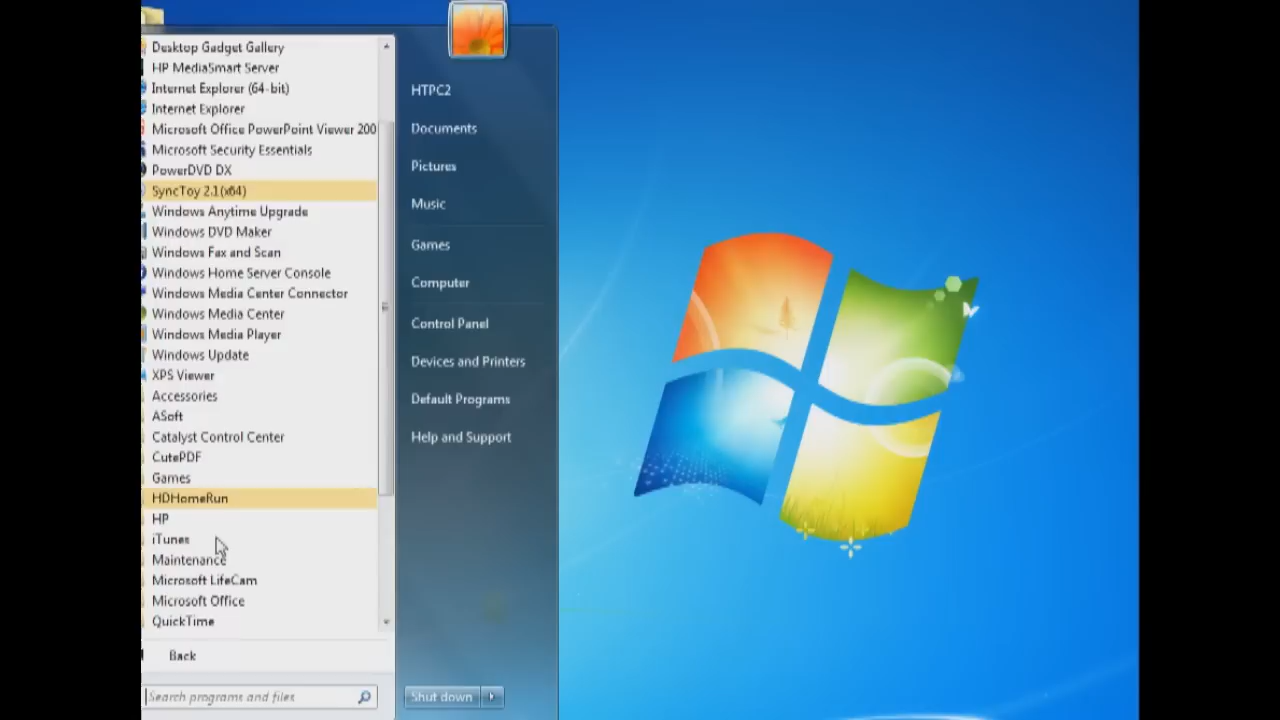 Desktop Gadget Gallery
HP MediaSmart Server
Internet Explorer (64-bit)
Internet Explorer
Microsoft Office PowerPoint Viewer 200
Microsoft Security Essentials
PowerDVD DX
SyncToy 2.1(x64)
Windows Anytime Upgrade
Windows DVD Maker
Windows Fax and Scan
Windows Home Server Console
Windows Media Center Connector
Windows Media Center
Windows Media Player
Windows Update
XPS Viewer
Accessories
ASoft
Catalyst Control Center
CutePDF
Games
HDHomeRun
HP
iTunes
Maintenance
Microsoft LifeCam
Microsoft Office
QuickTime
Back
Search programs and files
HTPC2
Documents
Pictures
Music
Games
Computer
Control Panel
Devices and Printers
Default Programs
Help and Support
Shut down